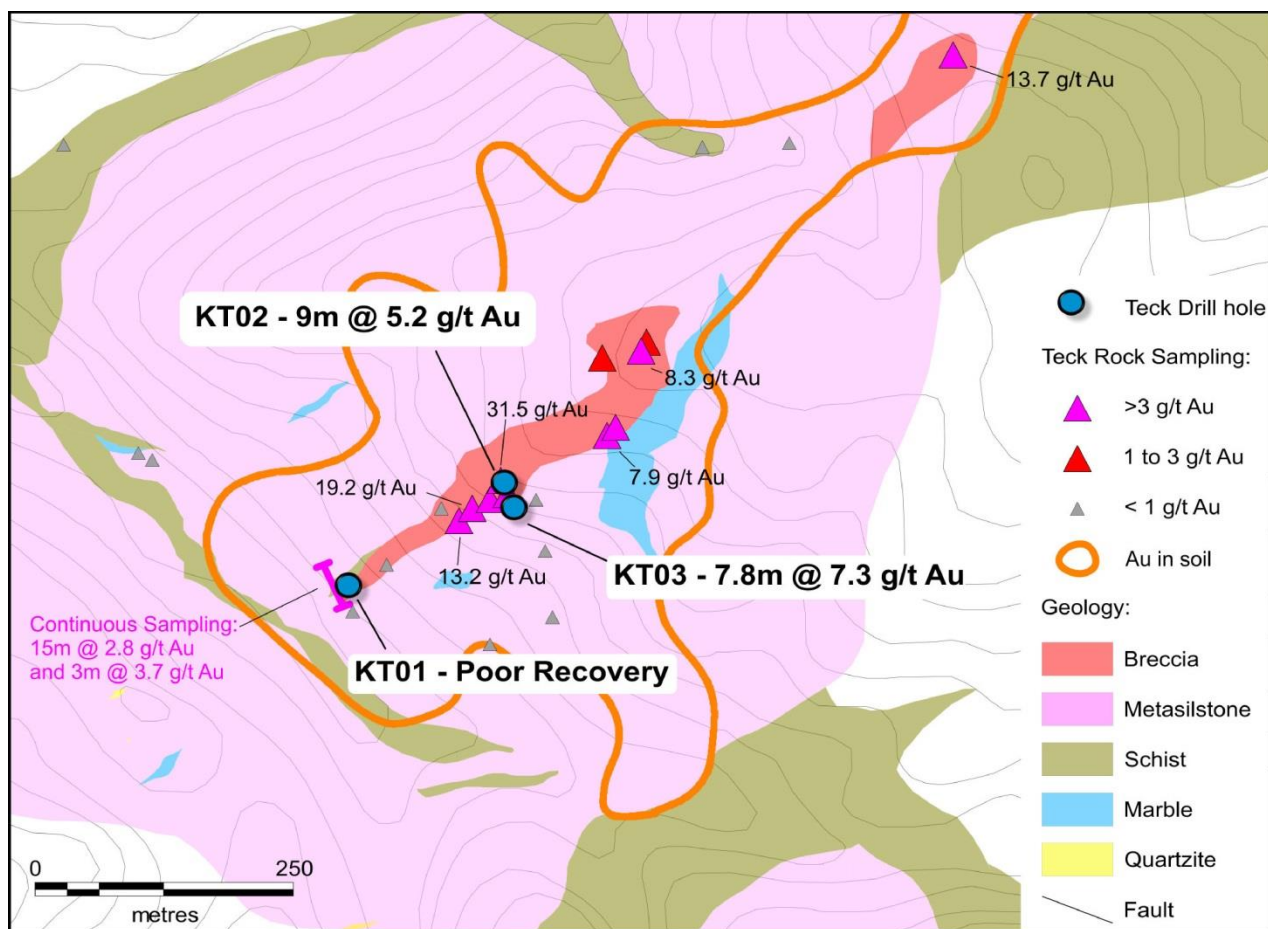 13.7 g/t Au
KT02 - 9m @ 5.2 g/t Au
8.3 g/t Au
31.5 g/t Au
7.9 g/t Au
19.2 g/t Au
13.2 g/t Au
KT03 - 7.8m @ 7.3 g/t Au
Continuous Sampling:
15m @ 2.8 g/t Au
and 3m @ 3.7 g/t Au
KT01 - Poor Recovery
0 250
metres
Teck Drill hole
Teck Rock Sampling:
>3 g/t Au
1 to 3 g/t Au
< 1 g/t Au
Au in soil
Geology:
Breccia
Metasilstone
Schist
Marble
Quartzite
Fault